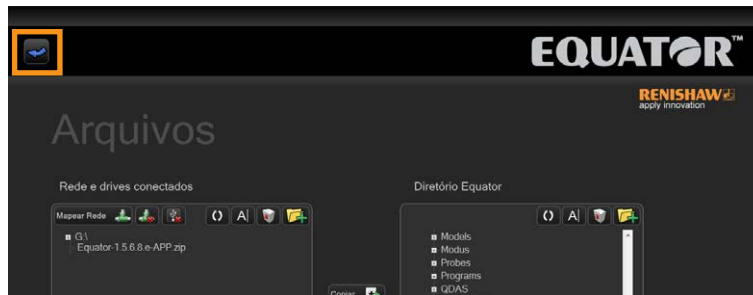 EQUATOR™
RENISHAW
apply innovation
Arquivos
Rede e drives conectados
Diretório Equator
Mapear Rede
A|
A|
G:\
Equator-1.5.6.8.e-APP.zip
Models
Modus
Probes
Programs
QDAS
Copiar